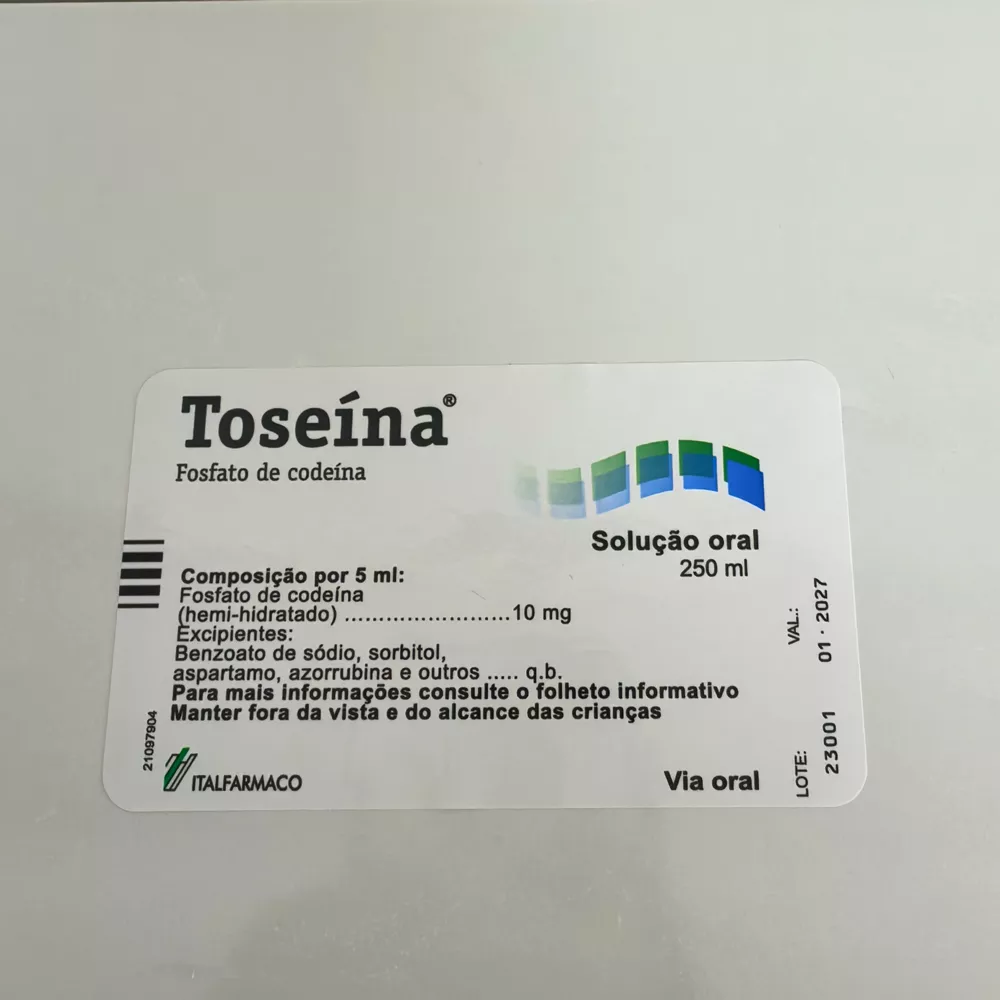 Toseína®
Fosfato de codeína
Solução oral
250 ml
Composição por 5 ml:
Fosfato de codeína
(hemi-hidratado) ........................10 mg
Excipientes:
Benzoato de sódio, sorbitol,
aspartamo, azorrubina e outros ..... q.b.
Para mais informações consulte o folheto informativo
Manter fora da vista e do alcance das crianças
ITALFARMACO
Via oral
21097904
VAL.:
01·2027
LOTE:
23001